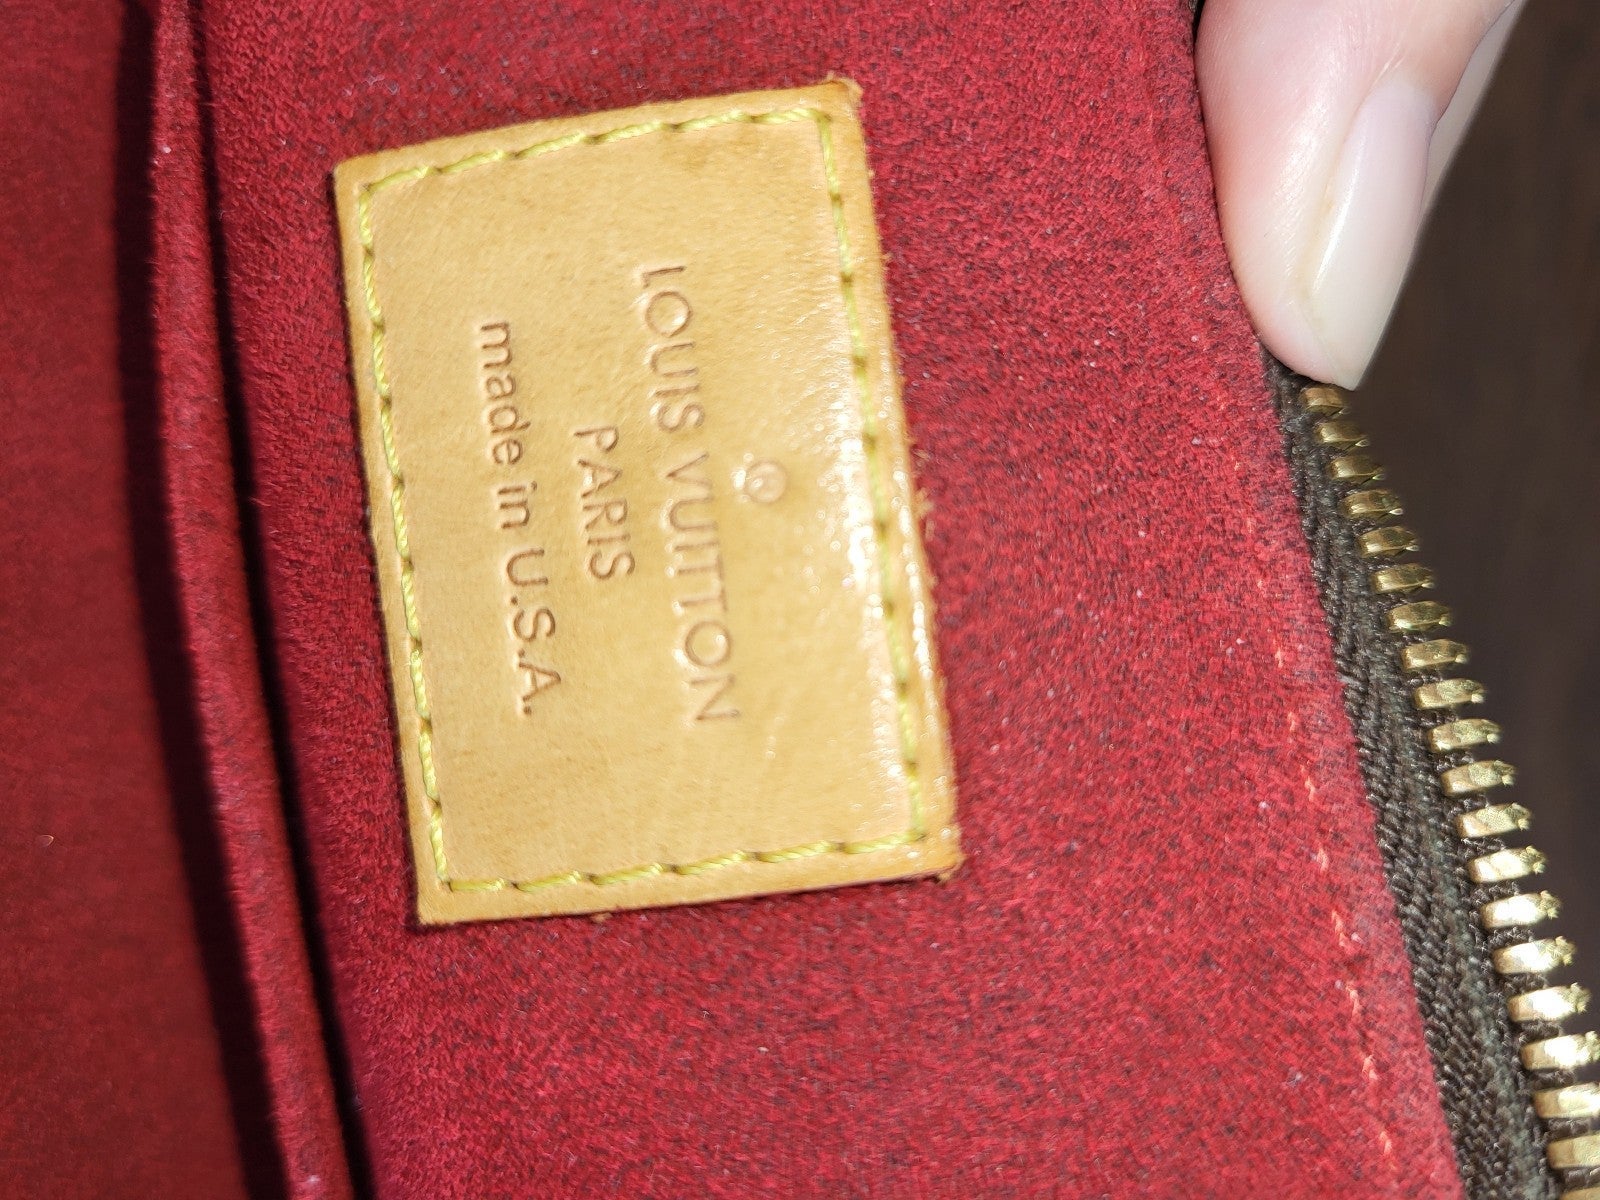 ®
LOUIS VUITTON
PARIS
made in U.S.A.